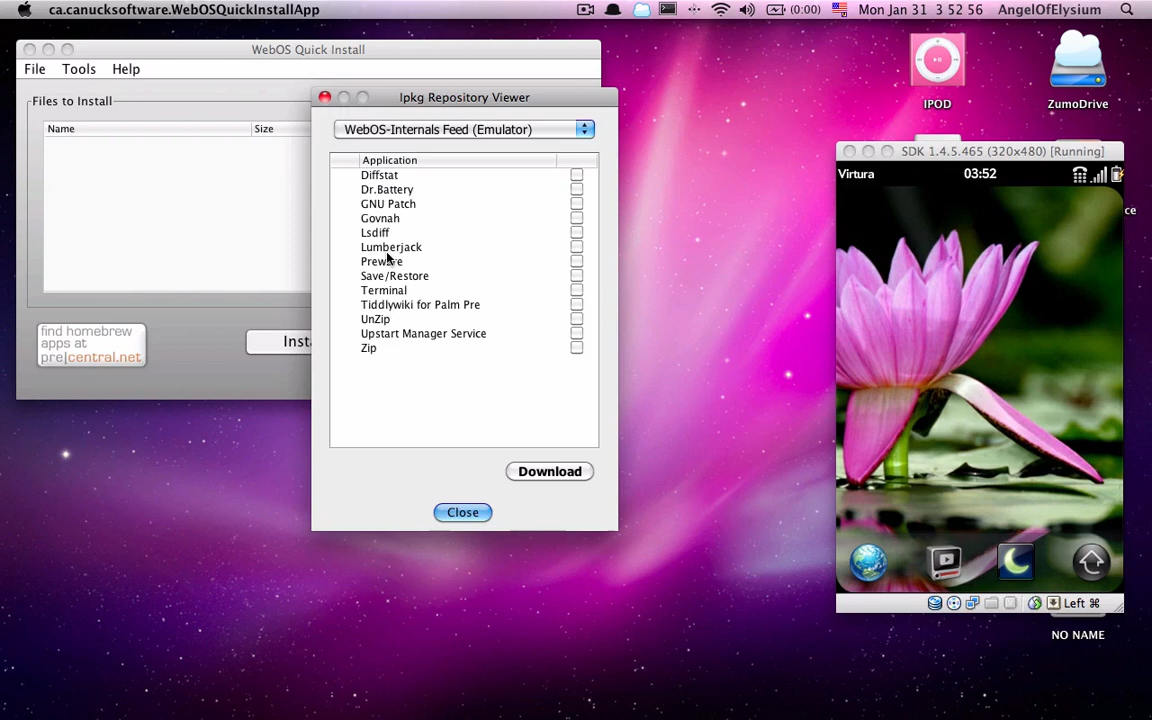 ca.canucksoftware.WebOSQuickInstallApp
(0:00) Mon Jan 31 3 52 56 AngelOfElysium
WebOS Quick Install
File Tools Help
Files to Install
Name Size
find homebrew
apps at
pre|central.net
Insta
Ipkg Repository Viewer
WebOS-Internals Feed (Emulator)
Application
Diffstat
Dr.Battery
GNU Patch
Govnah
Lsdiff
Lumberjack
Preware
Save/Restore
Terminal
Tiddlywiki for Palm Pre
UnZip
Upstart Manager Service
Zip
Download
Close
IPOD
ZumoDrive
SDK 1.4.5.465 (320x480) [Running]
Virtura 03:52
ce
Left ⌘
NO NAME